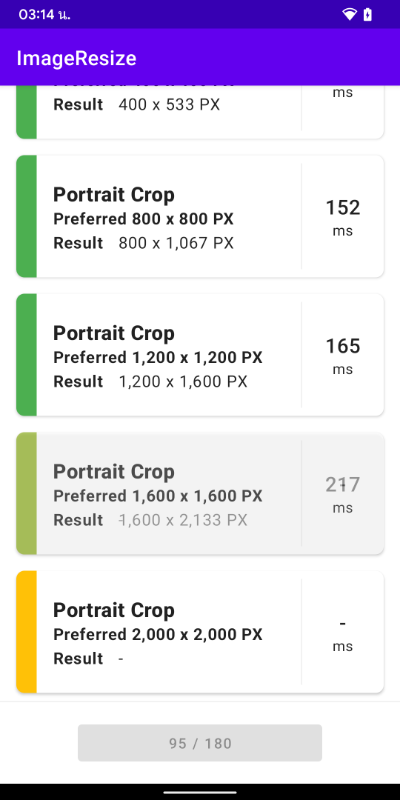 03:14 น.
ImageResize
Result 400 x 533 PX
ms
Portrait Crop
Preferred 800 x 800 PX
Result 800 x 1,067 PX
152
ms
Portrait Crop
Preferred 1,200 x 1,200 PX
Result 1,200 x 1,600 PX
165
ms
Portrait Crop
Preferred 1,600 x 1,600 PX
Result 1,600 x 2,133 PX
217
ms
Portrait Crop
Preferred 2,000 x 2,000 PX
Result -
-
ms
95 / 180